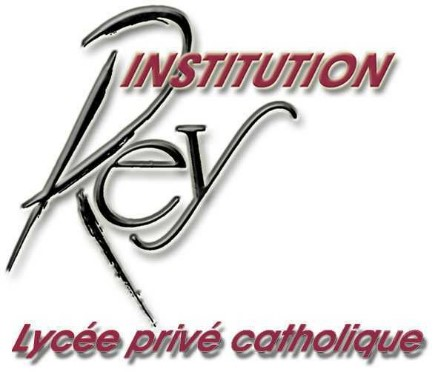 INSTITUTION
Rey
Lycée privé catholique